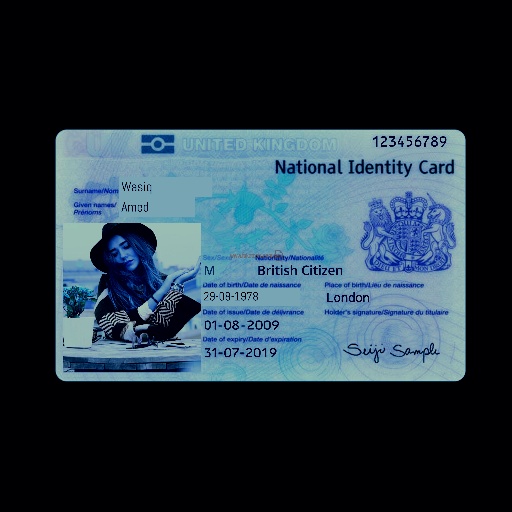 UNITED KINGDOM
123456789
National Identity Card
Surname/Nom Wasiq
Given names/ Amed
Prénoms
Sex/Sexe Nationality/Nationalité
M British Citizen
Date of birth/Date de naissance Place of birth/Lieu de naissance
29-09-1978 London
Date of issue/Date de délivrance Holder's signature/Signature du titulaire
01-08-2009
Date of expiry/Date d'expiration
31-07-2019 Seiji Sample